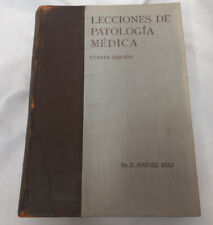 LECCIONES DE
PATOLOGÍA
MÉDICA
CUARTA EDICIÓN
DR. C. JIMÉNEZ DÍAZ